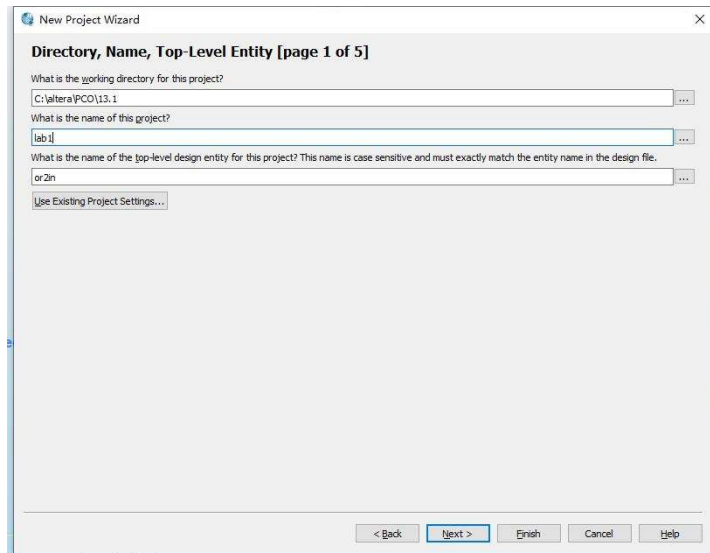 New Project Wizard
Directory, Name, Top-Level Entity [page 1 of 5]
What is the working directory for this project?
C:\altera\PCO\13.1
...
What is the name of this project?
lab1
...
What is the name of the top-level design entity for this project? This name is case sensitive and must exactly match the entity name in the design file.
or2in
...
Use Existing Project Settings...
< Back Next > Finish Cancel Help